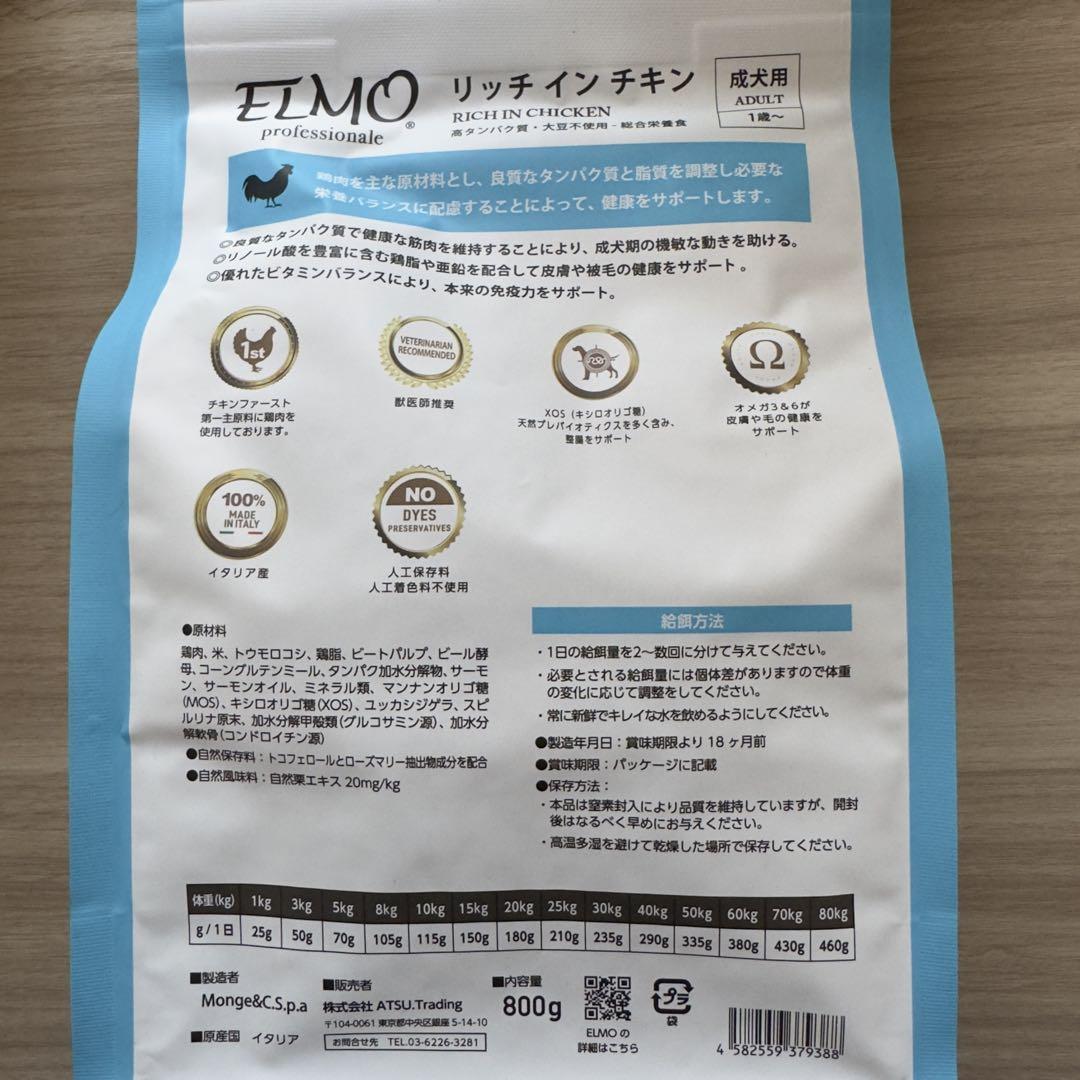 ELMO®
professionale
リッチ イン チキン
RICH IN CHICKEN
高タンパク質・大豆不使用 - 総合栄養食
成犬用
ADULT
1歳〜
鶏肉を主な原材料とし、良質なタンパク質と脂質を調整し必要な
栄養バランスに配慮することによって、健康をサポートします。
◎良質なタンパク質で健康な筋肉を維持することにより、成犬期の機敏な動きを助ける。
◎リノール酸を豊富に含む鶏脂や亜鉛を配合して皮膚や被毛の健康をサポート。
◎優れたビタミンバランスにより、本来の免疫力をサポート。
1st
チキンファースト
第一主原料に鶏肉を
使用しております。
VETERINARIAN
RECOMMENDED
獣医師推奨
XOS
XOS（キシロオリゴ糖）
天然プレバイオティクスを多く含み、
整腸をサポート
Ω
オメガ3＆6が
皮膚や毛の健康を
サポート
100%
MADE
IN ITALY
イタリア産
NO
DYES
PRESERVATIVES
人工保存料
人工着色料不使用
●原材料
鶏肉、米、トウモロコシ、鶏脂、ビートパルプ、ビール酵
母、コーングルテンミール、タンパク加水分解物、サーモ
ン、サーモンオイル、ミネラル類、マンナンオリゴ糖
(MOS)、キシロオリゴ糖(XOS)、ユッカシジゲラ、スピ
ルリナ原末、加水分解甲殻類(グルコサミン源)、加水分
解軟骨(コンドロイチン源)
●自然保存料：トコフェロールとローズマリー抽出物成分を配合
●自然風味料：自然栗エキス 20mg/kg
給餌方法
・1日の給餌量を2〜数回に分けて与えてください。
・必要とされる給餌量には個体差がありますので体重
の変化に応じて調整をしてください。
・常に新鮮でキレイな水を飲めるようにしてください。
●製造年月日：賞味期限より 18 ヶ月前
●賞味期限：パッケージに記載
●保存方法：
・本品は窒素封入により品質を維持していますが、開封
後はなるべく早めにお与えください。
・高温多湿を避けて乾燥した場所で保存してください。
体重(kg) 1kg 3kg 5kg 8kg 10kg 15kg 20kg 25kg 30kg 40kg 50kg 60kg 70kg 80kg
g / 1日 25g 50g 70g 105g 115g 150g 180g 210g 235g 290g 335g 380g 430g 460g
■製造者
Monge&C.S.p.a
■原産国 イタリア
■販売者
株式会社 ATSU.Trading
〒104-0061 東京都中央区銀座 5-14-10
お問合せ先 TEL.03-6226-3281
■内容量
800g
ELMO の
詳細はこちら
プラ
袋
4 582559 379388